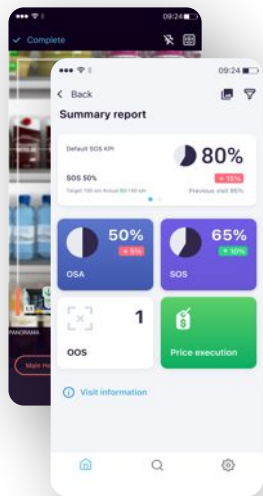 09:24
Complete
09:24
Back
Summary report
Default SOS KPI
80%
SOS 50%
15%
Previous visit 85%
50%
5%
OSA
65%
10%
SOS
1
OOS
Price execution
Visit information
PANORAMA